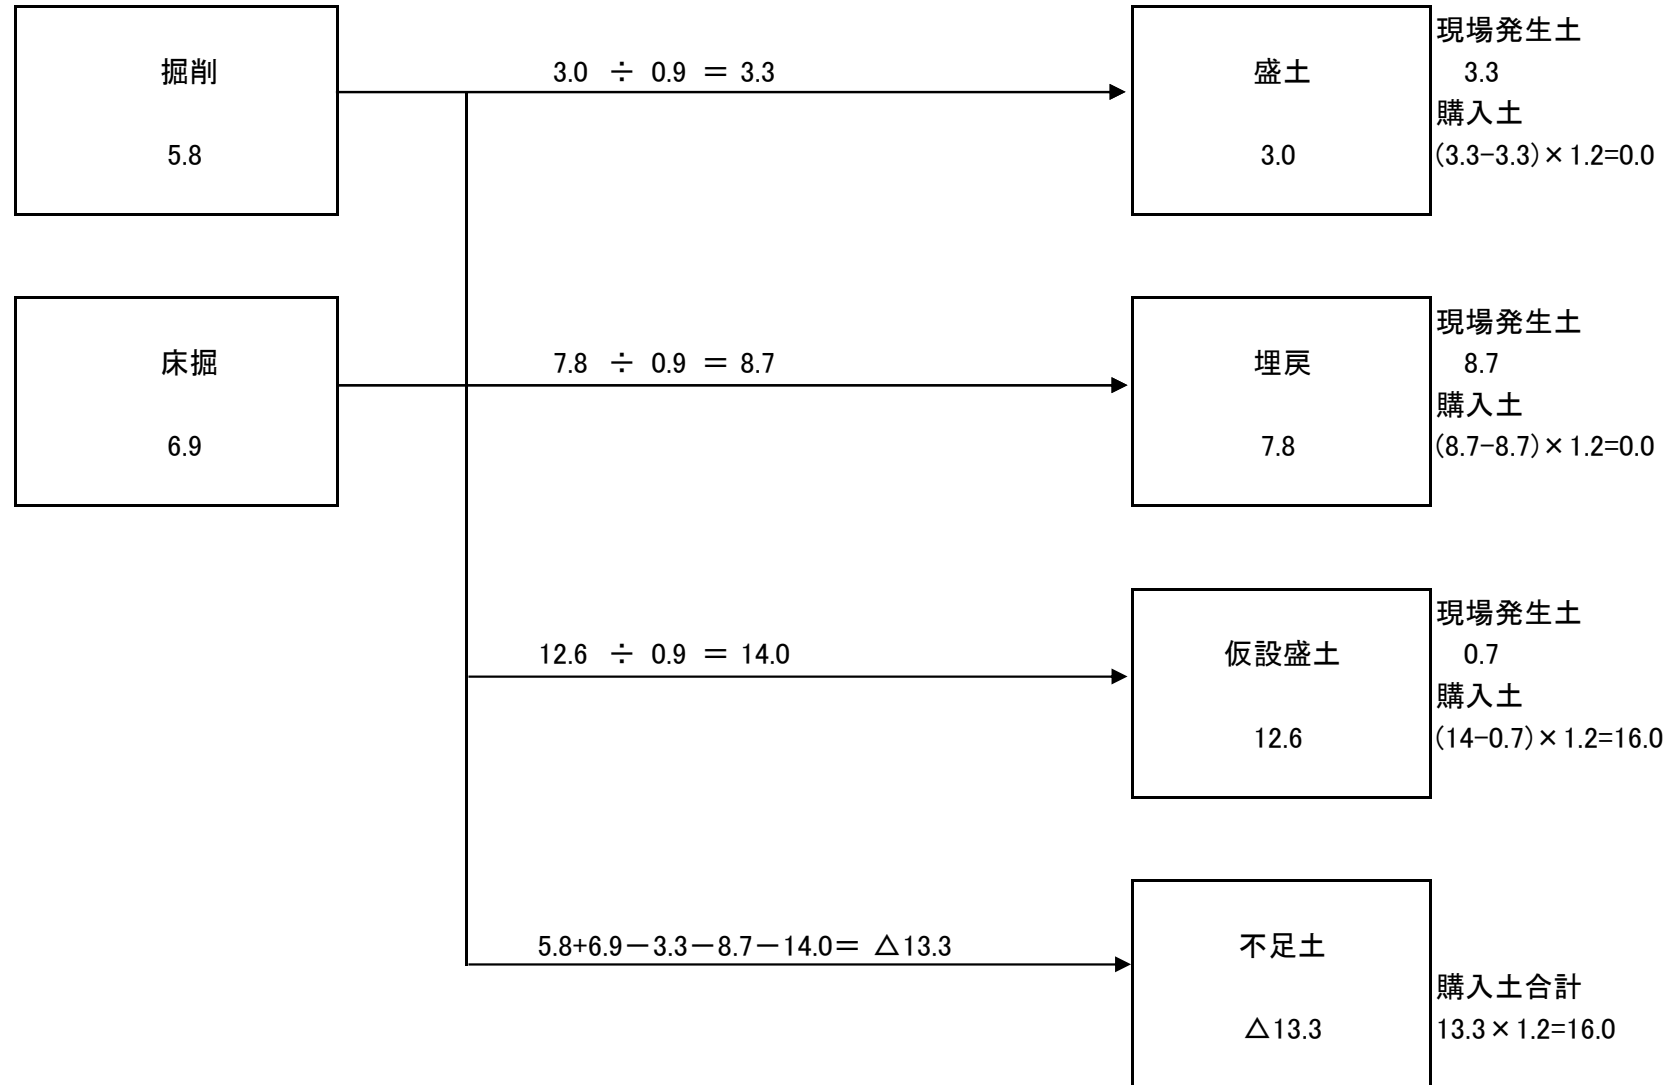 掘削
5.8
3.0 ÷ 0.9 ＝ 3.3
盛土
3.0
現場発生土
3.3
購入土
(3.3-3.3)×1.2=0.0
床掘
6.9
7.8 ÷ 0.9 ＝ 8.7
埋戻
7.8
現場発生土
8.7
購入土
(8.7-8.7)×1.2=0.0
12.6 ÷ 0.9 ＝ 14.0
仮設盛土
12.6
現場発生土
0.7
購入土
(14-0.7)×1.2=16.0
5.8+6.9－3.3－8.7－14.0＝ △13.3
不足土
△13.3
購入土合計
13.3×1.2=16.0